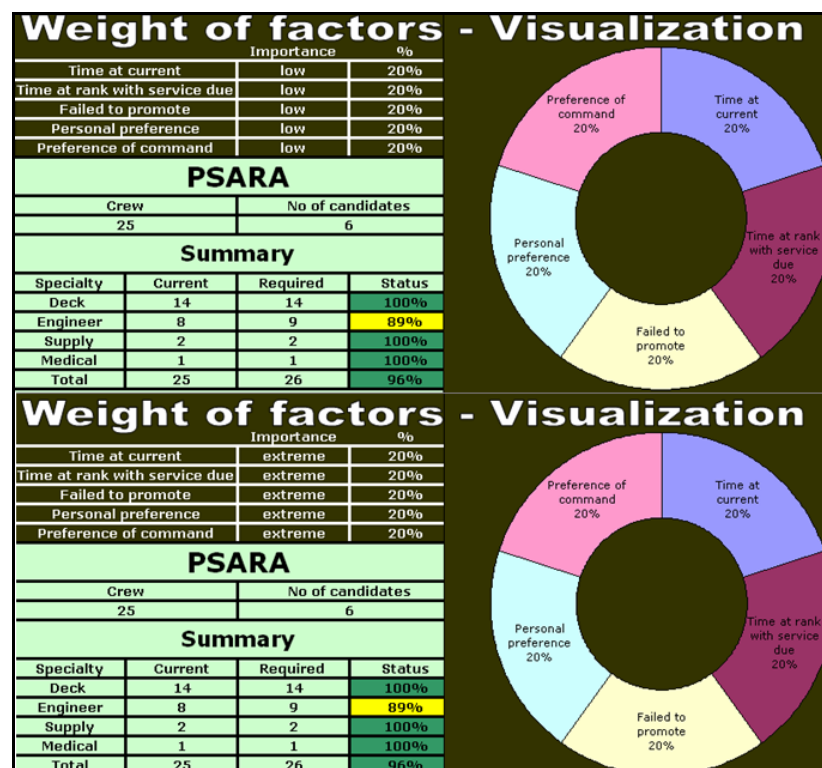 Weight of factors - Visualization
Importance %
Time at current low 20%
Time at rank with service due low 20%
Failed to promote low 20%
Personal preference low 20%
Preference of command low 20%
PSARA
Crew No of candidates
25 6
Summary
Specialty Current Required Status
Deck 14 14 100%
Engineer 8 9 89%
Supply 2 2 100%
Medical 1 1 100%
Total 25 26 96%
Preference of
command
20%
Time at
current
20%
Personal
preference
20%
Time at rank
with service
due
20%
Failed to
promote
20%
Weight of factors - Visualization
Importance %
Time at current extreme 20%
Time at rank with service due extreme 20%
Failed to promote extreme 20%
Personal preference extreme 20%
Preference of command extreme 20%
PSARA
Crew No of candidates
25 6
Summary
Specialty Current Required Status
Deck 14 14 100%
Engineer 8 9 89%
Supply 2 2 100%
Medical 1 1 100%
Total 25 26 96%
Preference of
command
20%
Time at
current
20%
Personal
preference
20%
Time at rank
with service
due
20%
Failed to
promote
20%